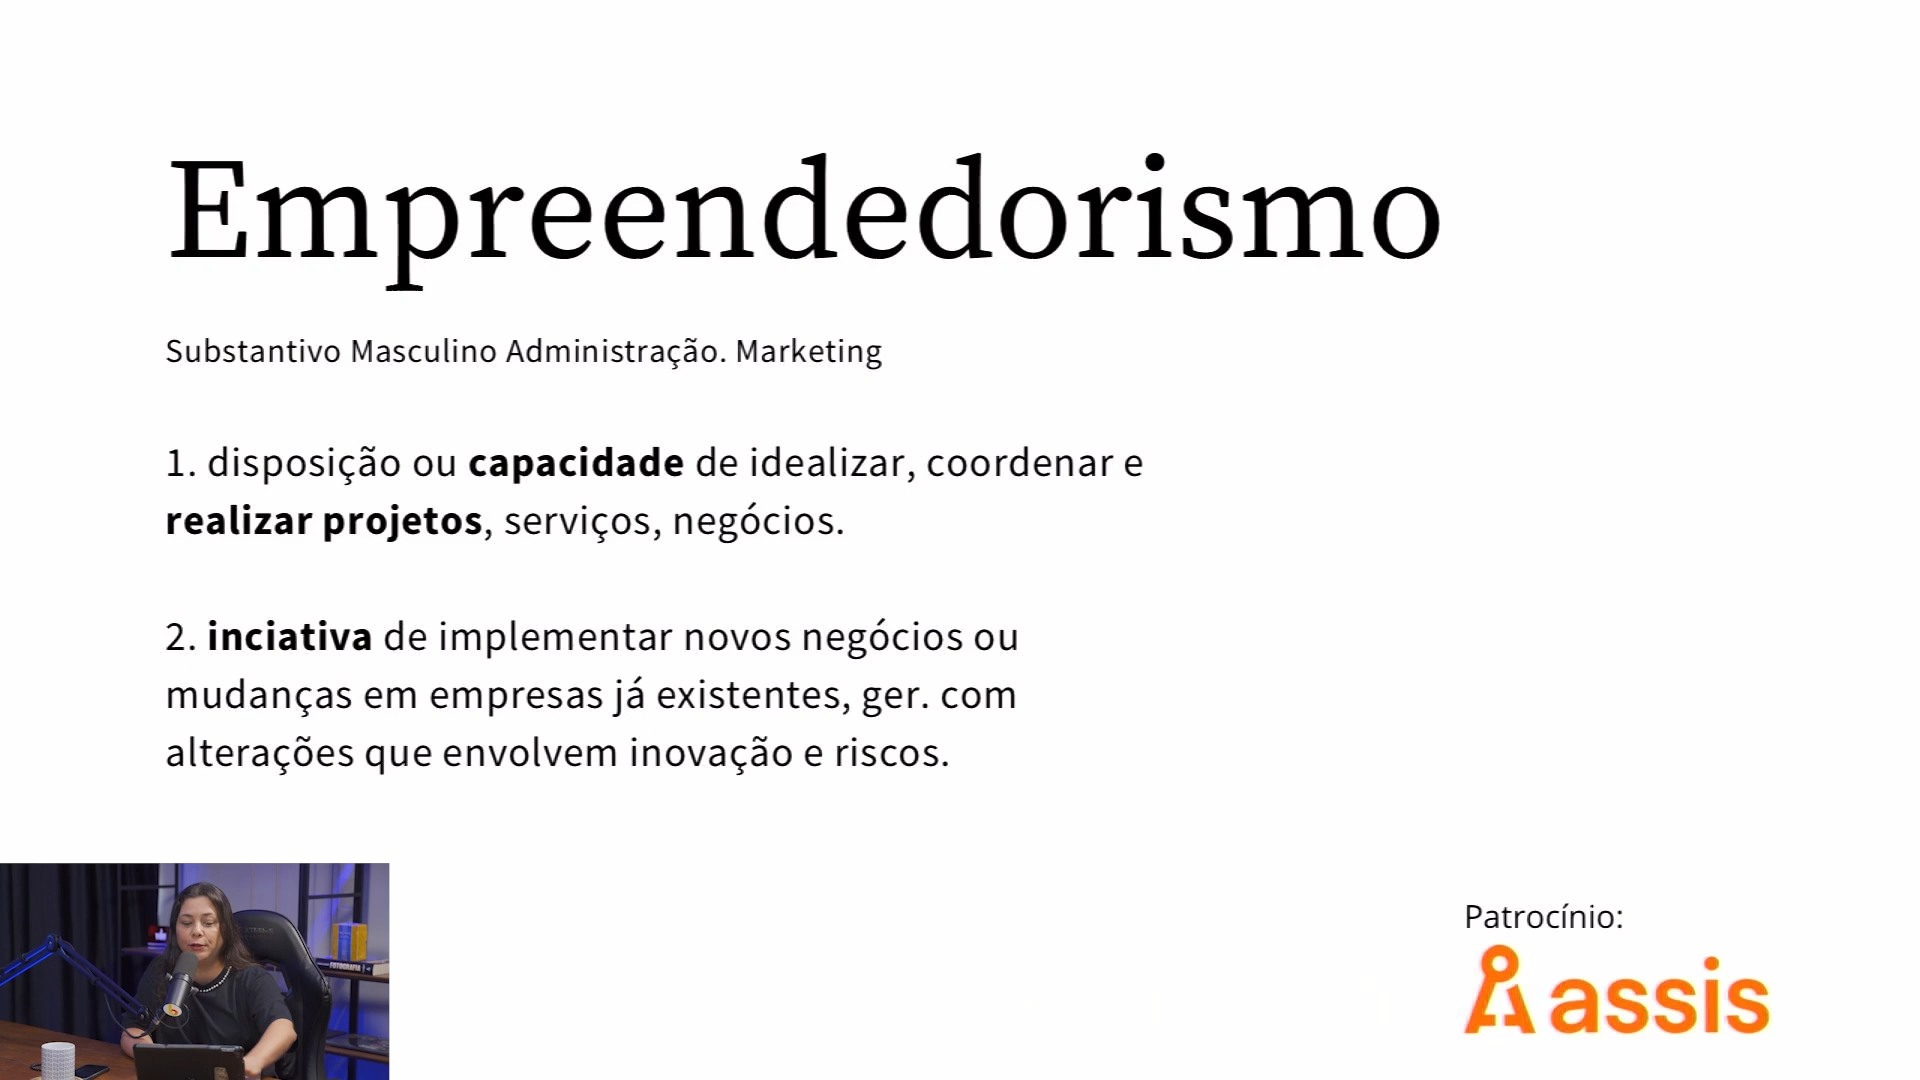 Empreendedorismo
Substantivo Masculino Administração. Marketing
1. disposição ou capacidade de idealizar, coordenar e
realizar projetos, serviços, negócios.
2. inciativa de implementar novos negócios ou
mudanças em empresas já existentes, ger. com
alterações que envolvem inovação e riscos.
FOTOGRAFIA
Patrocínio:
assis